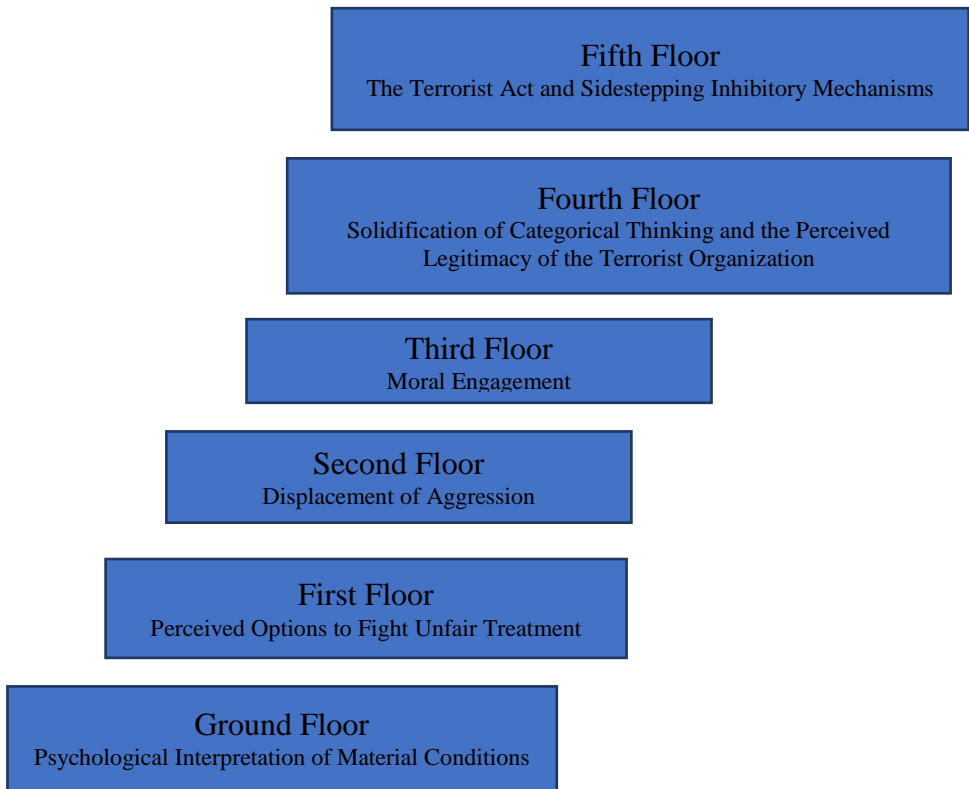 Fifth Floor
The Terrorist Act and Sidestepping Inhibitory Mechanisms
Fourth Floor
Solidification of Categorical Thinking and the Perceived
Legitimacy of the Terrorist Organization
Third Floor
Moral Engagement
Second Floor
Displacement of Aggression
First Floor
Perceived Options to Fight Unfair Treatment
Ground Floor
Psychological Interpretation of Material Conditions